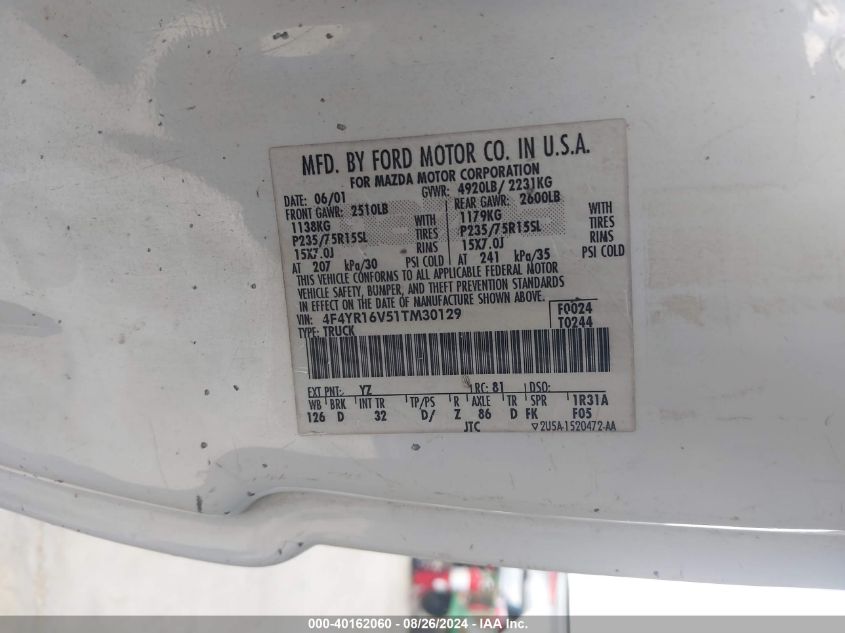 MFD. BY FORD MOTOR CO. IN U.S.A.
FOR MAZDA MOTOR CORPORATION
DATE: 06/01 GVWR: 4920LB/ 2231KG
FRONT GAWR: 2510LB REAR GAWR: 2600LB
1138KG WITH 1179KG WITH
P235/75R15SL TIRES P235/75R15SL TIRES
15X7.0J RIMS 15X7.0J RIMS
AT 207 kPa/30 PSI COLD AT 241 kPa/35 PSI COLD
THIS VEHICLE CONFORMS TO ALL APPLICABLE FEDERAL MOTOR
VEHICLE SAFETY, BUMPER, AND THEFT PREVENTION STANDARDS
IN EFFECT ON THE DATE OF MANUFACTURE SHOWN ABOVE.
VIN: 4F4YR16V51TM30129 F0024
TYPE: TRUCK T0244
EXT PNT: YZ RC: 81 DSO:
WB BRK INT TR TP/PS R AXLE TR SPR 1R31A
126 D 32 D/ Z 86 D FK F05
JTC ▽2U5A-1520472-AA
000-40162060 - 08/26/2024 - IAA Inc.